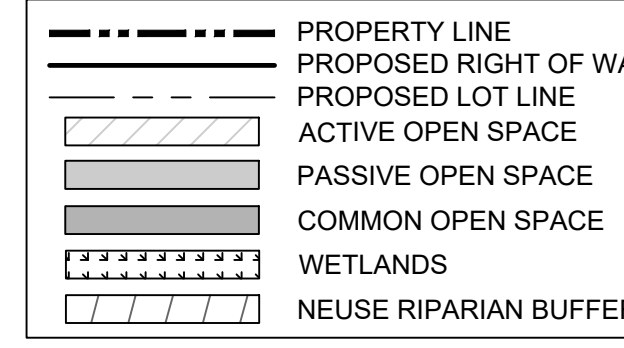 PROPERTY LINE
PROPOSED RIGHT OF WA
PROPOSED LOT LINE
ACTIVE OPEN SPACE
PASSIVE OPEN SPACE
COMMON OPEN SPACE
WETLANDS
NEUSE RIPARIAN BUFFER